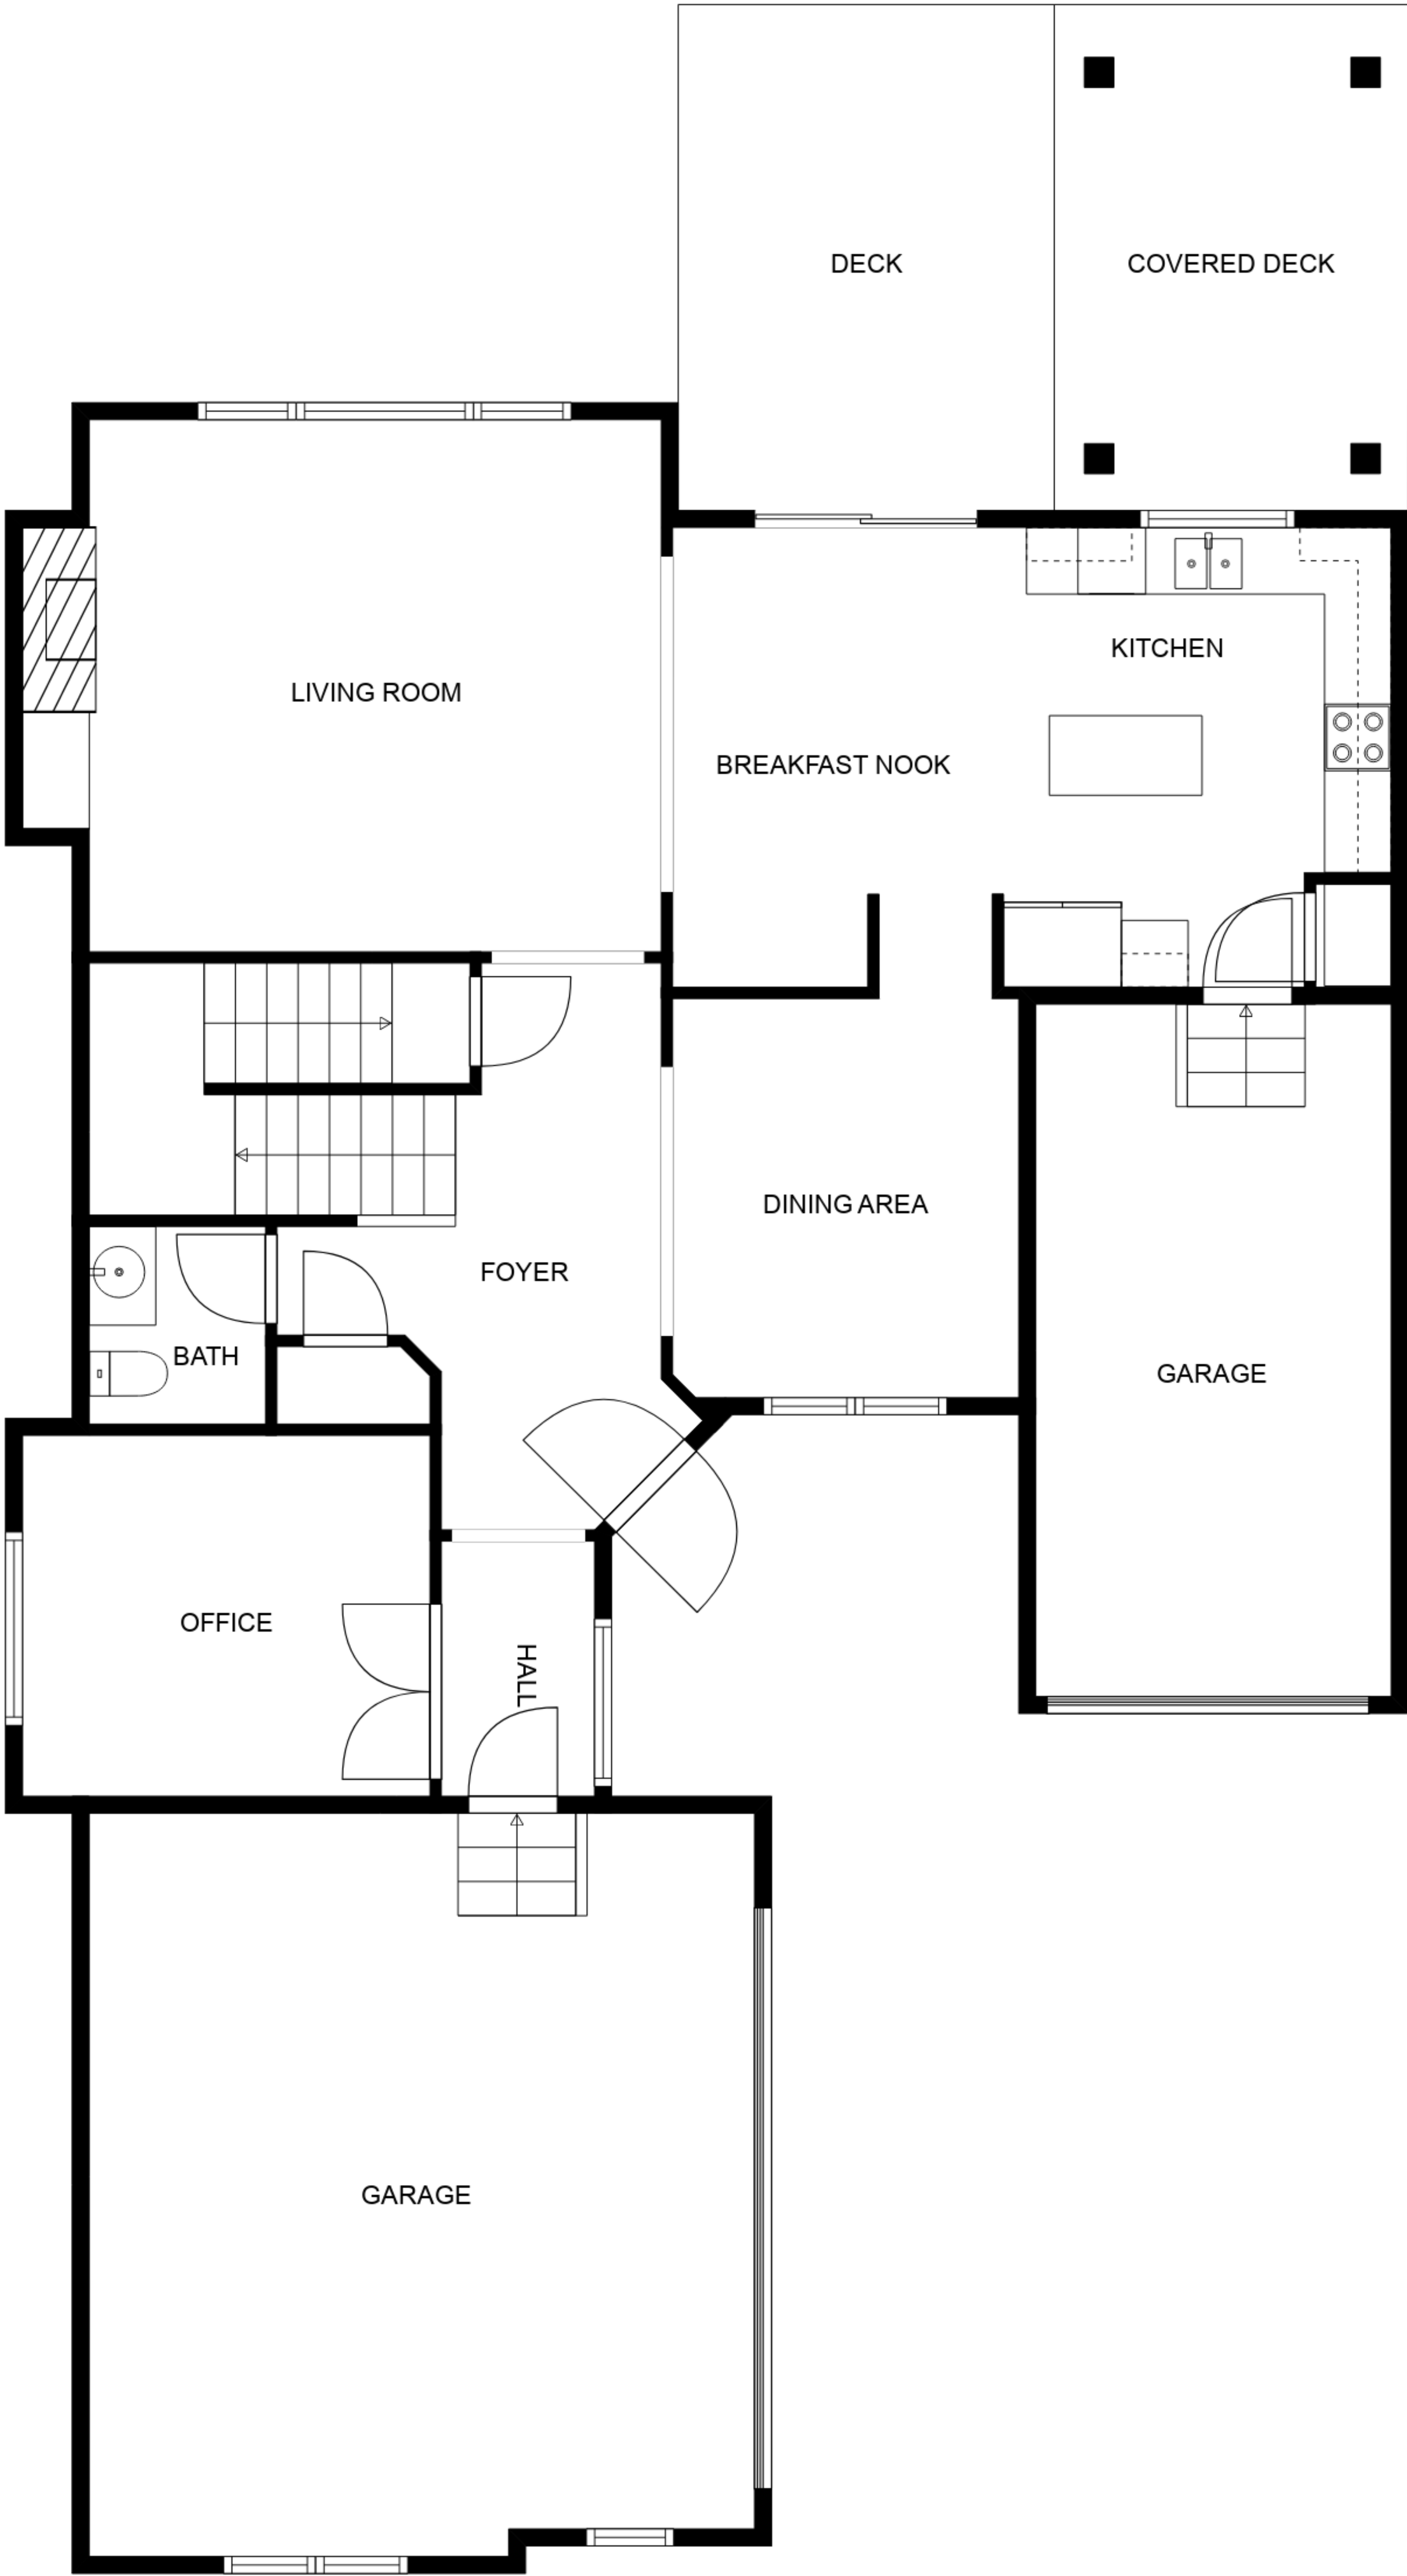 DECK
COVERED DECK
KITCHEN
LIVING ROOM
BREAKFAST NOOK
DINING AREA
FOYER
BATH
GARAGE
OFFICE
HALL
GARAGE